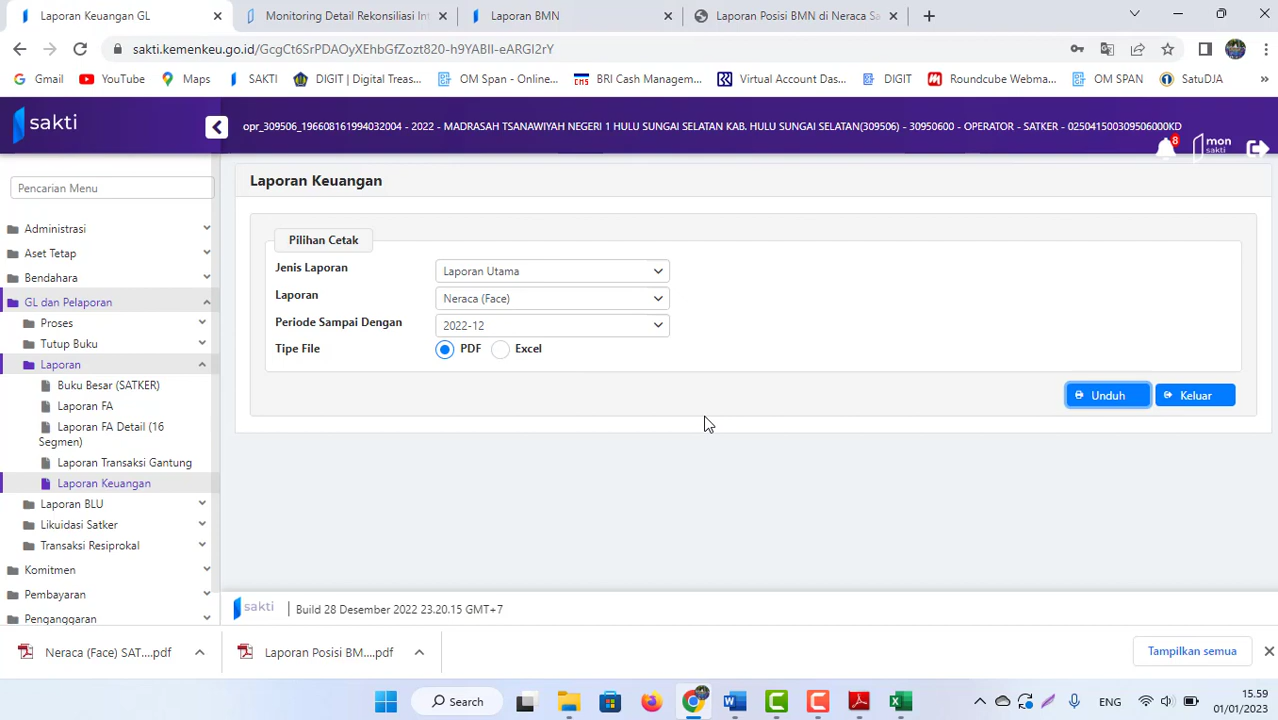 Laporan Keuangan GL
Monitoring Detail Rekonsiliasi Int
Laporan BMN
Laporan Posisi BMN di Neraca Sa
sakti.kemenkeu.go.id/GcgCt6SrPDAOyXEhbGfZozt820-h9YABlI-eARGI2rY
Gmail YouTube Maps SAKTI DIGIT | Digital Treas... OM Span - Online... BRI Cash Managem... Virtual Account Das... DIGIT Roundcube Webma... OM SPAN SatuDJA »
sakti
opr_309506_196608161994032004 - 2022 - MADRASAH TSANAWIYAH NEGERI 1 HULU SUNGAI SELATAN KAB. HULU SUNGAI SELATAN(309506) - 30950600 - OPERATOR - SATKER - 025041500309506000KD
8
mon
sakti
Pencarian Menu
Administrasi
Aset Tetap
Bendahara
GL dan Pelaporan
Proses
Tutup Buku
Laporan
Buku Besar (SATKER)
Laporan FA
Laporan FA Detail (16
Segmen)
Laporan Transaksi Gantung
Laporan Keuangan
Laporan BLU
Likuidasi Satker
Transaksi Resiprokal
Komitmen
Pembayaran
Penganggaran
Laporan Keuangan
Pilihan Cetak
Jenis Laporan Laporan Utama
Laporan Neraca (Face)
Periode Sampai Dengan 2022-12
Tipe File PDF Excel
Unduh Keluar
sakti Build 28 Desember 2022 23.20.15 GMT+7
Neraca (Face) SAT....pdf
Laporan Posisi BM....pdf
Tampilkan semua
Search
ENG
15.59
01/01/2023